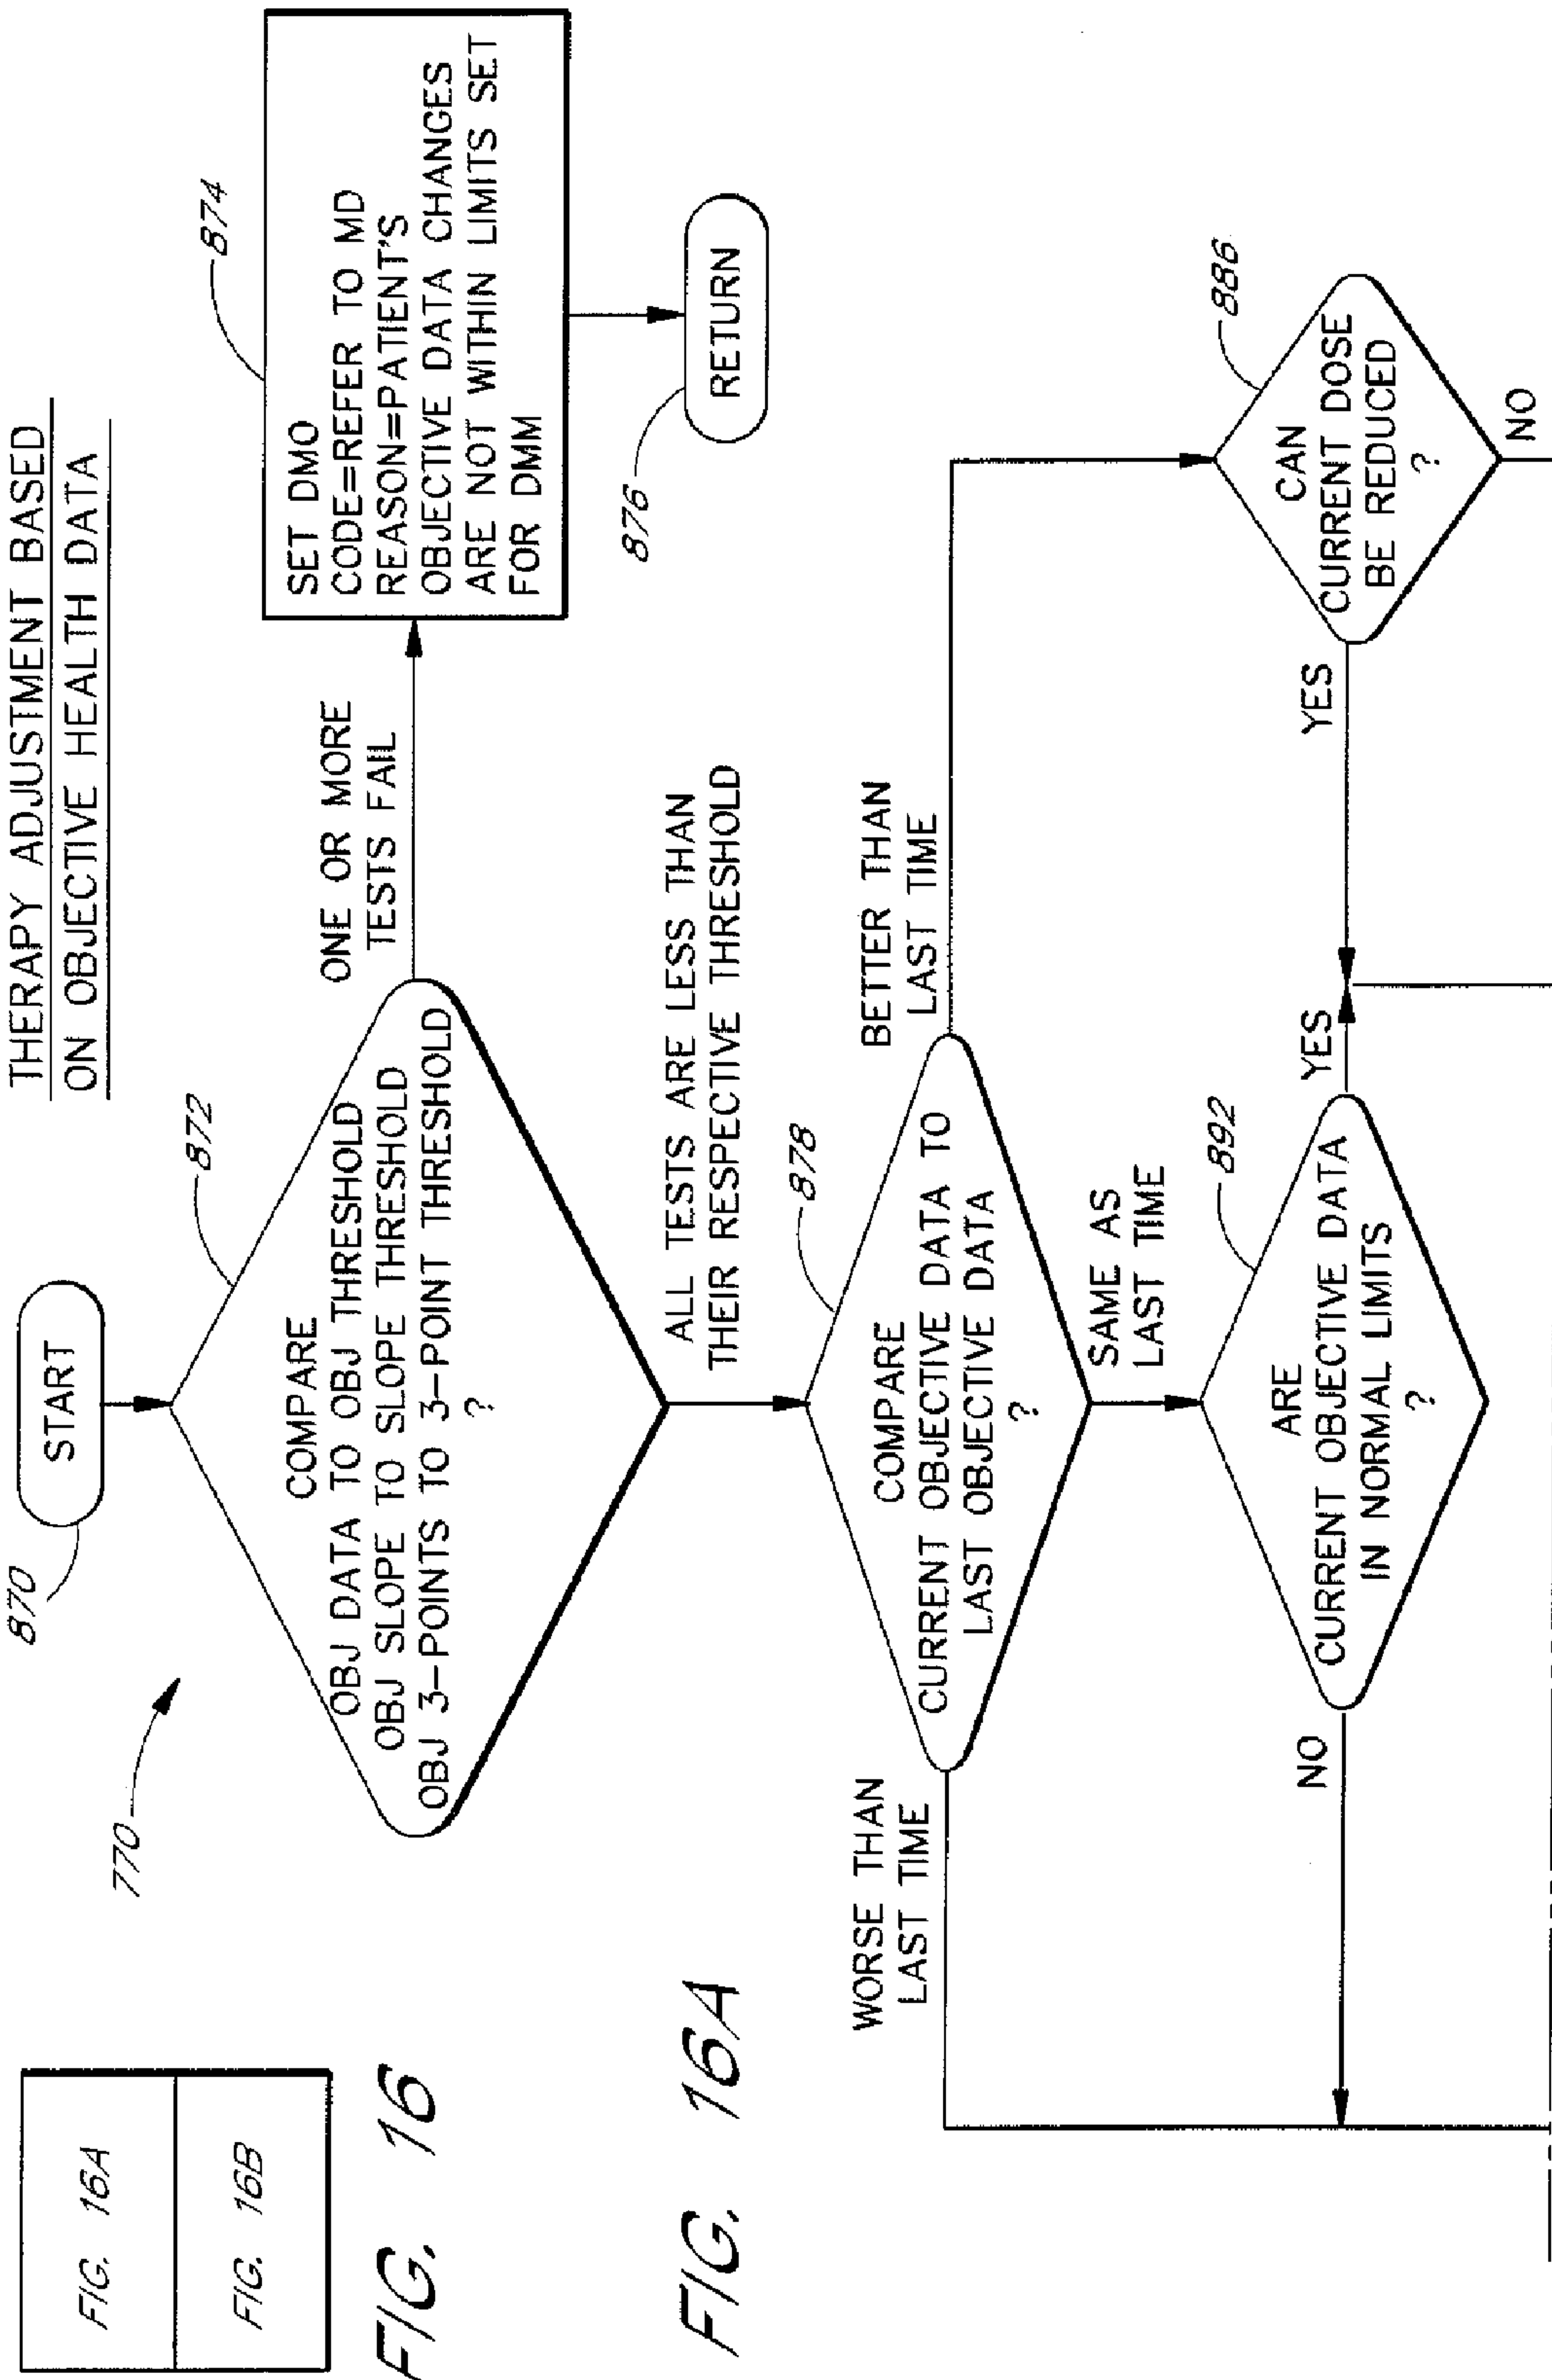 THERAPY ADJUSTMENT BASED
ON OBJECTIVE HEALTH DATA
FIG. 16A
FIG. 16B
FIG. 16
FIG. 16A
770
870
START
872
COMPARE
OBJ DATA TO OBJ THRESHOLD
OBJ SLOPE TO SLOPE THRESHOLD
OBJ 3-POINTS TO 3-POINT THRESHOLD
?
ONE OR MORE
TESTS FAIL
874
SET DMO
CODE=REFER TO MD
REASON=PATIENT'S
OBJECTIVE DATA CHANGES
ARE NOT WITHIN LIMITS SET
FOR DMM
876
RETURN
ALL TESTS ARE LESS THAN
THEIR RESPECTIVE THRESHOLD
878
COMPARE
CURRENT OBJECTIVE DATA TO
LAST OBJECTIVE DATA
?
WORSE THAN
LAST TIME
BETTER THAN
LAST TIME
SAME AS
LAST TIME
892
ARE
CURRENT OBJECTIVE DATA
IN NORMAL LIMITS
?
NO
YES
YES
886
CAN
CURRENT DOSE
BE REDUCED
?
NO